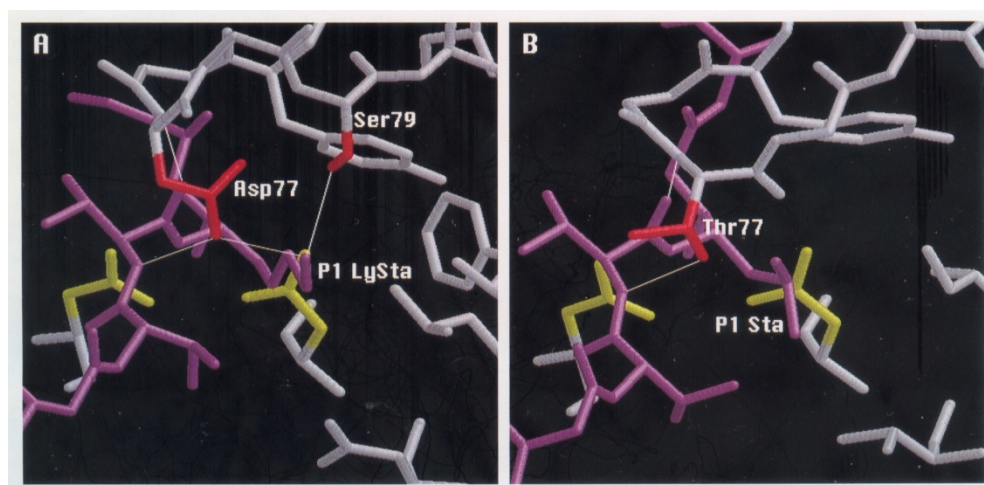 A
Ser79
Asp77
P1 LySta
B
Thr77
P1 Sta